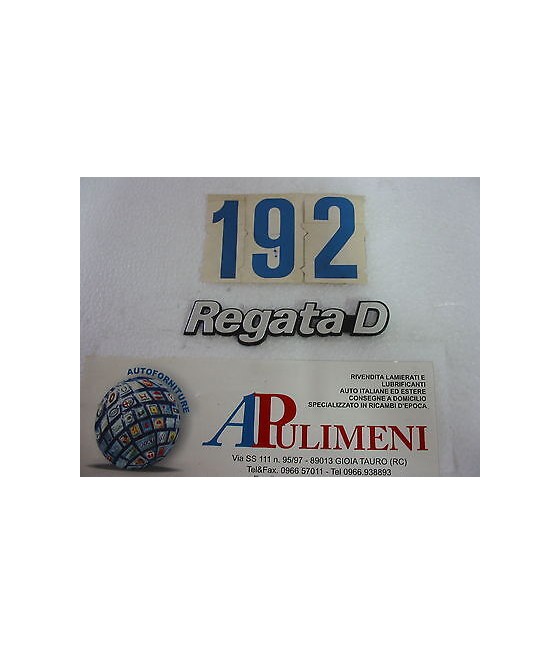 192
Regata D
AUTOFORNITURE
RIVENDITA LAMIERATI E
LUBRIFICANTI
AUTO ITALIANE ED ESTERE
CONSEGNE A DOMICILIO
SPECIALIZZATO IN RICAMBI D'EPOCA
APULIMENI
Via SS 111 n. 95/97 - 89013 GIOIA TAURO (RC)
Tel&Fax. 0966 57011 - Tel 0966.938893